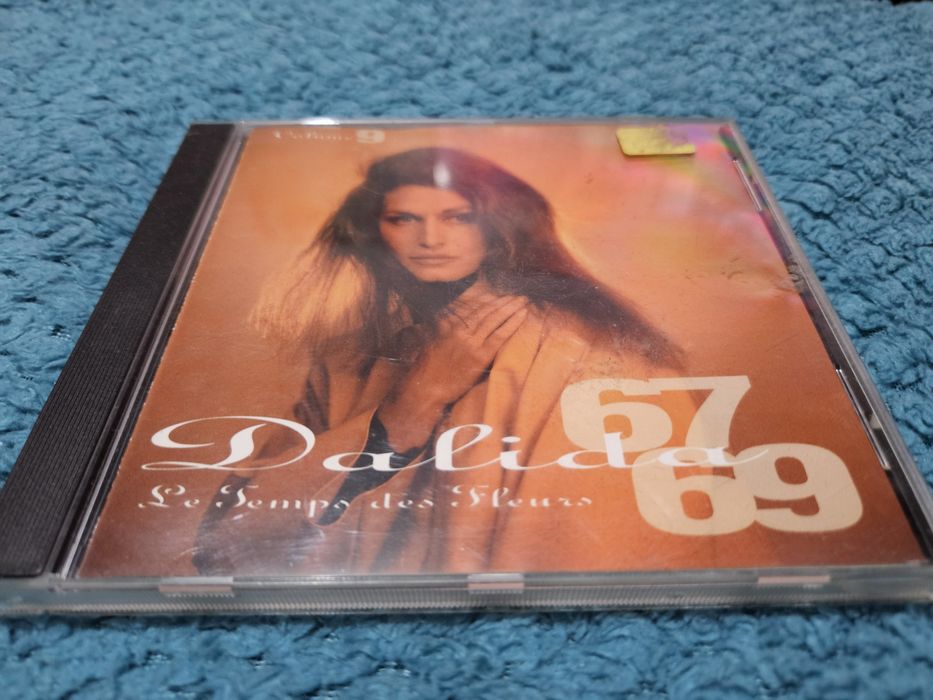 Volume 9
67
Dalida
69
Le Temps des Fleurs